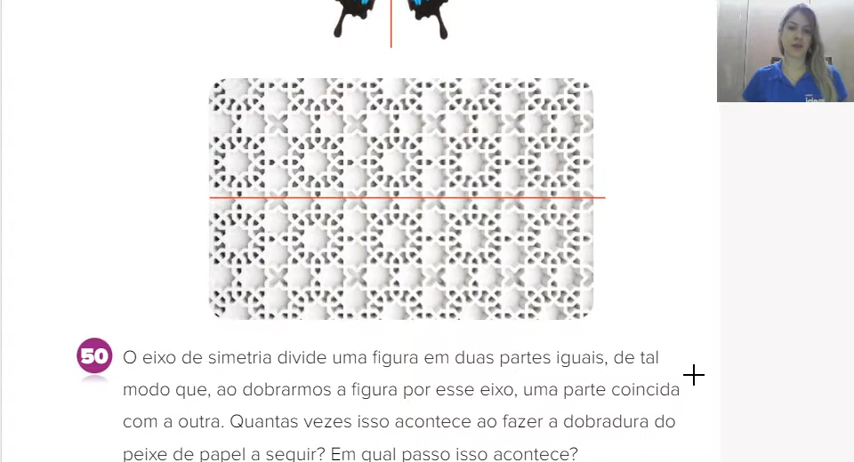 50 O eixo de simetria divide uma figura em duas partes iguais, de tal
modo que, ao dobrarmos a figura por esse eixo, uma parte coincida
com a outra. Quantas vezes isso acontece ao fazer a dobradura do
peixe de papel a seguir? Em qual passo isso acontece?